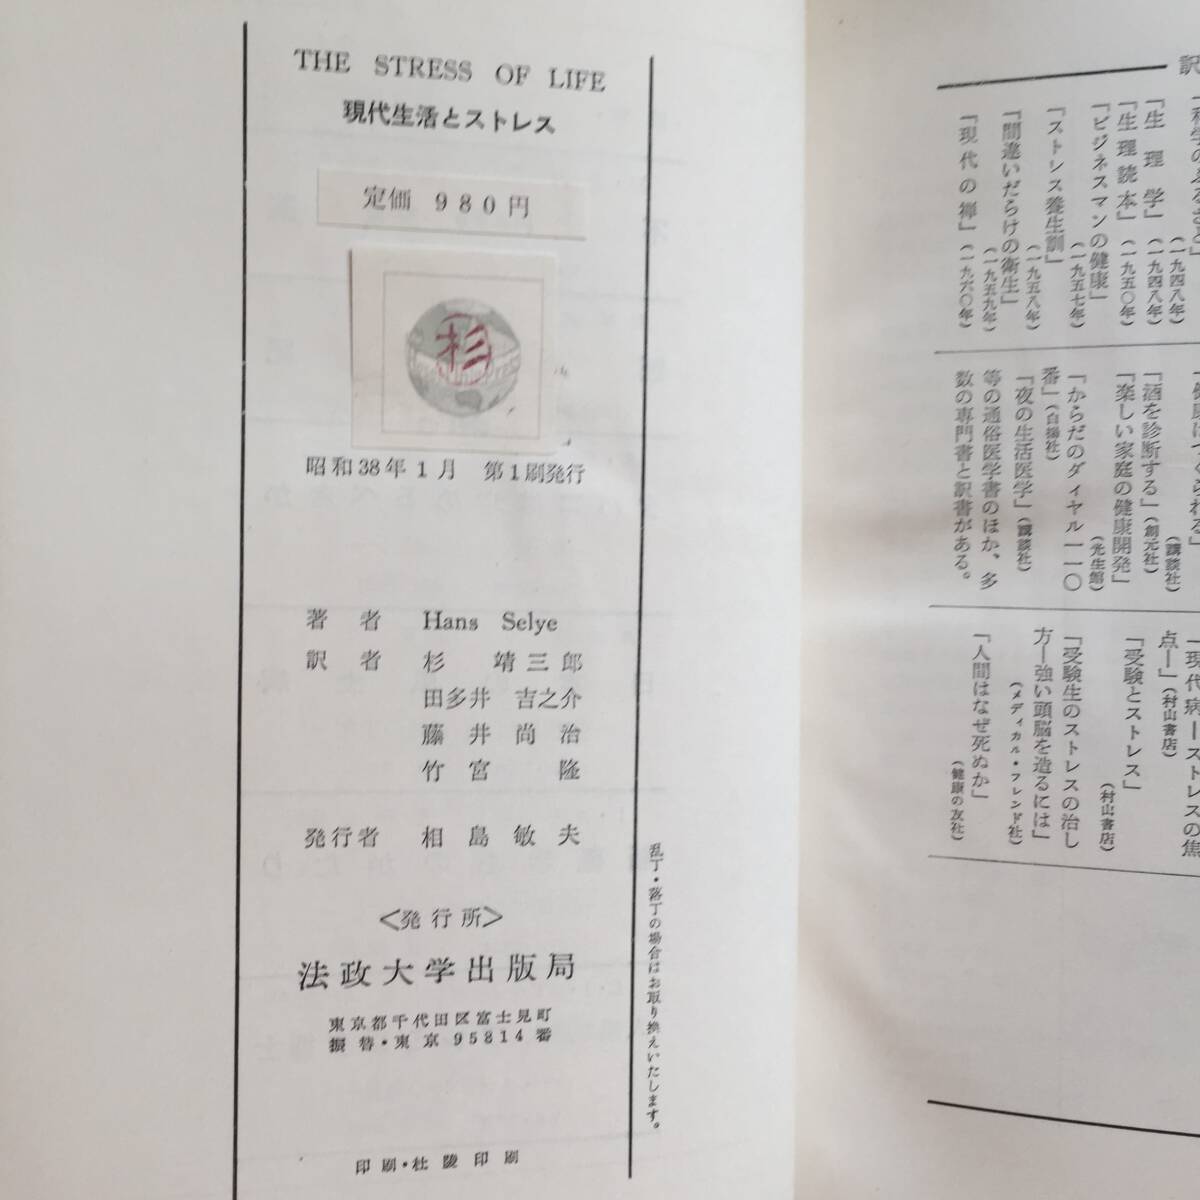 THE STRESS OF LIFE
現代生活とストレス
定価 980円
杉
昭和38年1月 第1刷発行
著者 Hans Selye
訳者 杉 靖三郎
田多井 吉之介
藤井 尚治
竹宮 隆
発行者 相島 敏夫
<発行所>
法政大学出版局
東京都千代田区富士見町
振替・東京 95814 番
印刷・杜陵印刷
乱丁・落丁の場合はお取り換えいたします。
訳
(一九四八年)
「生理学」(一九四八年)
「生理読本」(一九五〇年)
「ビジネスマンの健康」
(一九五七年)
「ストレス養生訓」
(一九五八年)
「間違いだらけの衛生」
(一九五九年)
「現代の禅」(一九六〇年)
(講談社)
「酒を診断する」(創元社)
「楽しい家庭の健康開発」
(光生館)
「からだのダイヤル一一〇
番」(白揚社)
「夜の生活医学」(講談社)
等の通俗医学書のほか、多
数の専門書と訳書がある。
「現代病―ストレスの焦
点―」(村山書店)
「受験とストレス」
(村山書店)
「受験生のストレスの治し
方―強い頭脳を造るには」
(メディカル・フレンド社)
「人間はなぜ死ぬか」
(健康の友社)